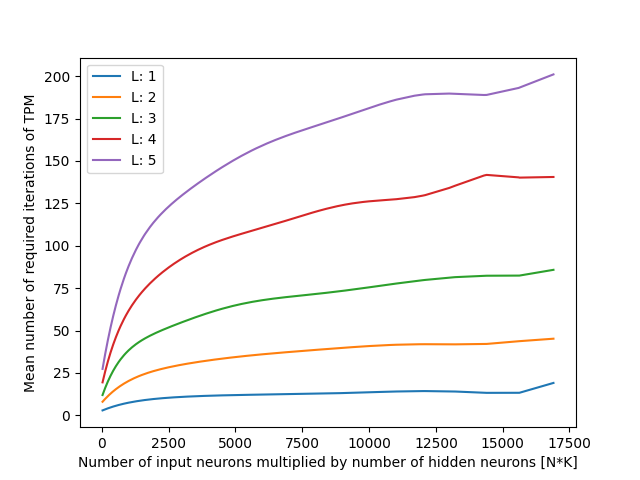 L: 1
L: 2
L: 3
L: 4
L: 5
Mean number of required iterations of TPM
200
175
150
125
100
75
50
25
0
0 2500 5000 7500 10000 12500 15000 17500
Number of input neurons multiplied by number of hidden neurons [N*K]